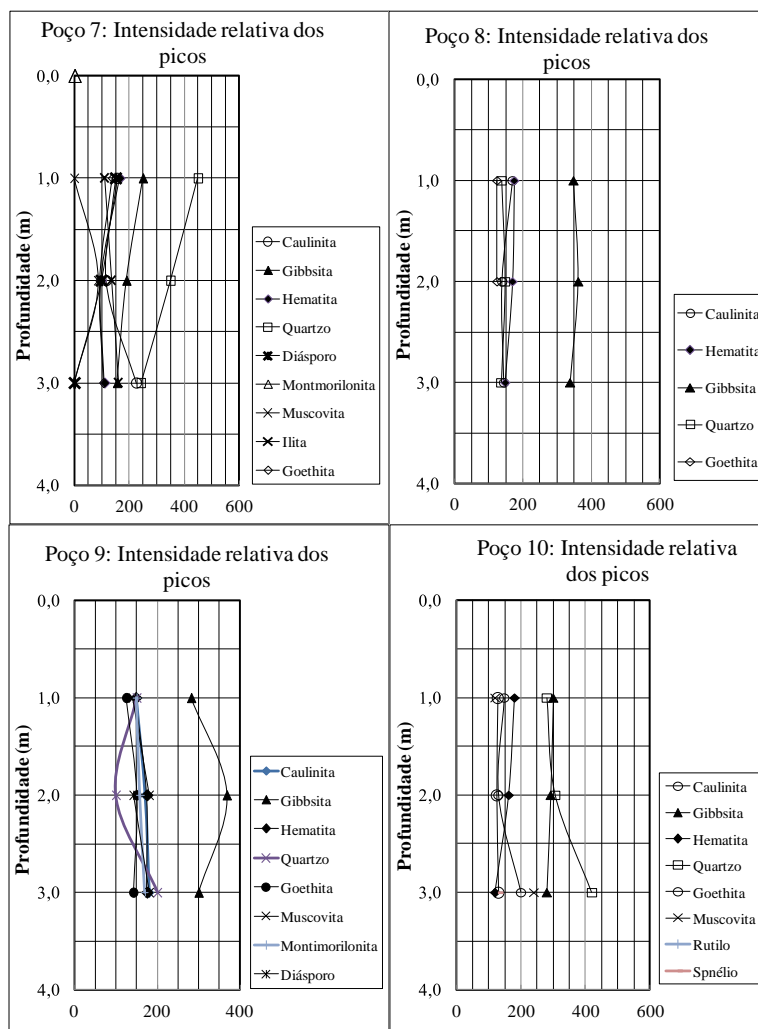 Poço 7: Intensidade relativa dos
picos
0,0
1,0
2,0
3,0
4,0
0 200 400 600
Profundidade (m)
Caulinita
Gibbsita
Hematita
Quartzo
Diásporo
Montmorilonita
Muscovita
Ilita
Goethita
Poço 8: Intensidade relativa dos
picos
0,0
1,0
2,0
3,0
4,0
0 200 400 600
Profundidade (m)
Caulinita
Hematita
Gibbsita
Quartzo
Goethita
Poço 9: Intensidade relativa dos
picos
0,0
1,0
2,0
3,0
4,0
0 200 400
Profundidade (m)
Caulinita
Gibbsita
Hematita
Quartzo
Goethita
Muscovita
Montimorilonita
Diásporo
Poço 10: Intensidade relativa
dos picos
0,0
1,0
2,0
3,0
4,0
0 200 400 600
Profundidade (m)
Caulinita
Gibbsita
Hematita
Quartzo
Goethita
Muscovita
Rutilo
Spnélio